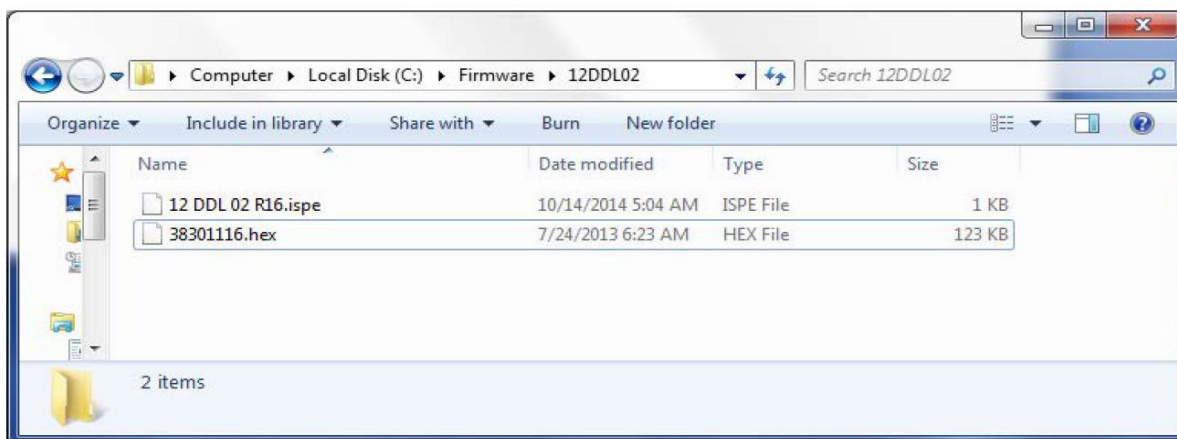 Computer Local Disk (C:) Firmware 12DDL02 Search 12DDL02
Organize Include in library Share with Burn New folder
Name Date modified Type Size
12 DDL 02 R16.ispe 10/14/2014 5:04 AM ISPE File 1 KB
38301116.hex 7/24/2013 6:23 AM HEX File 123 KB
2 items